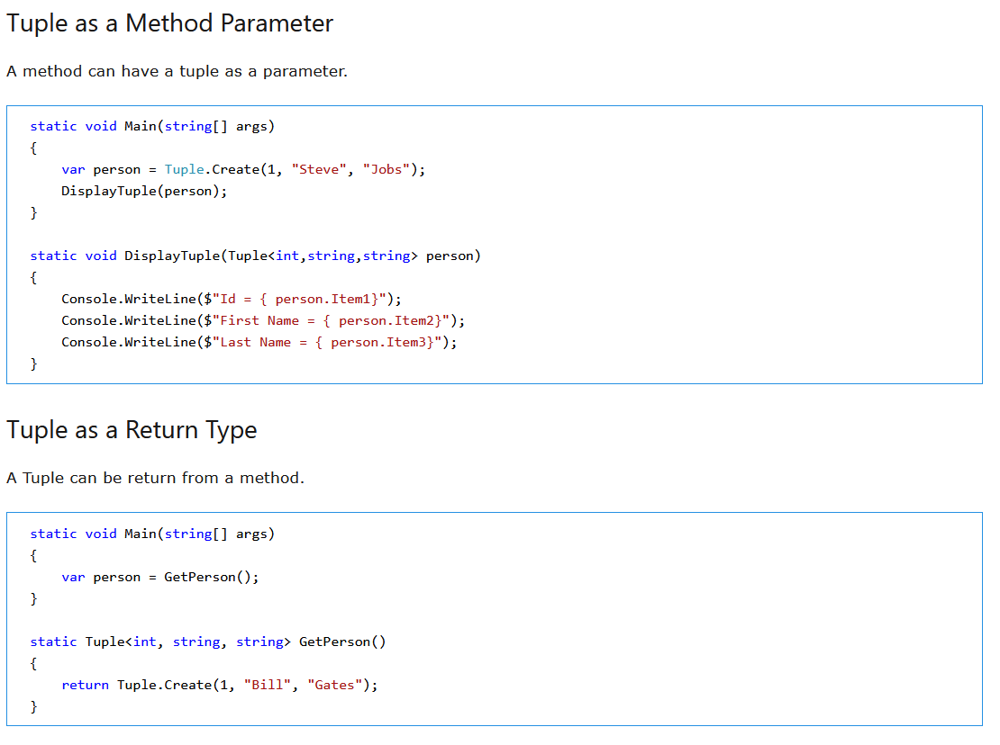 Tuple as a Method Parameter
A method can have a tuple as a parameter.
static void Main(string[] args)
{
    var person = Tuple.Create(1, "Steve", "Jobs");
    DisplayTuple(person);
}
static void DisplayTuple(Tuple<int,string,string> person)
{
    Console.WriteLine($"Id = { person.Item1}");
    Console.WriteLine($"First Name = { person.Item2}");
    Console.WriteLine($"Last Name = { person.Item3}");
}
Tuple as a Return Type
A Tuple can be return from a method.
static void Main(string[] args)
{
    var person = GetPerson();
}
static Tuple<int, string, string> GetPerson()
{
    return Tuple.Create(1, "Bill", "Gates");
}